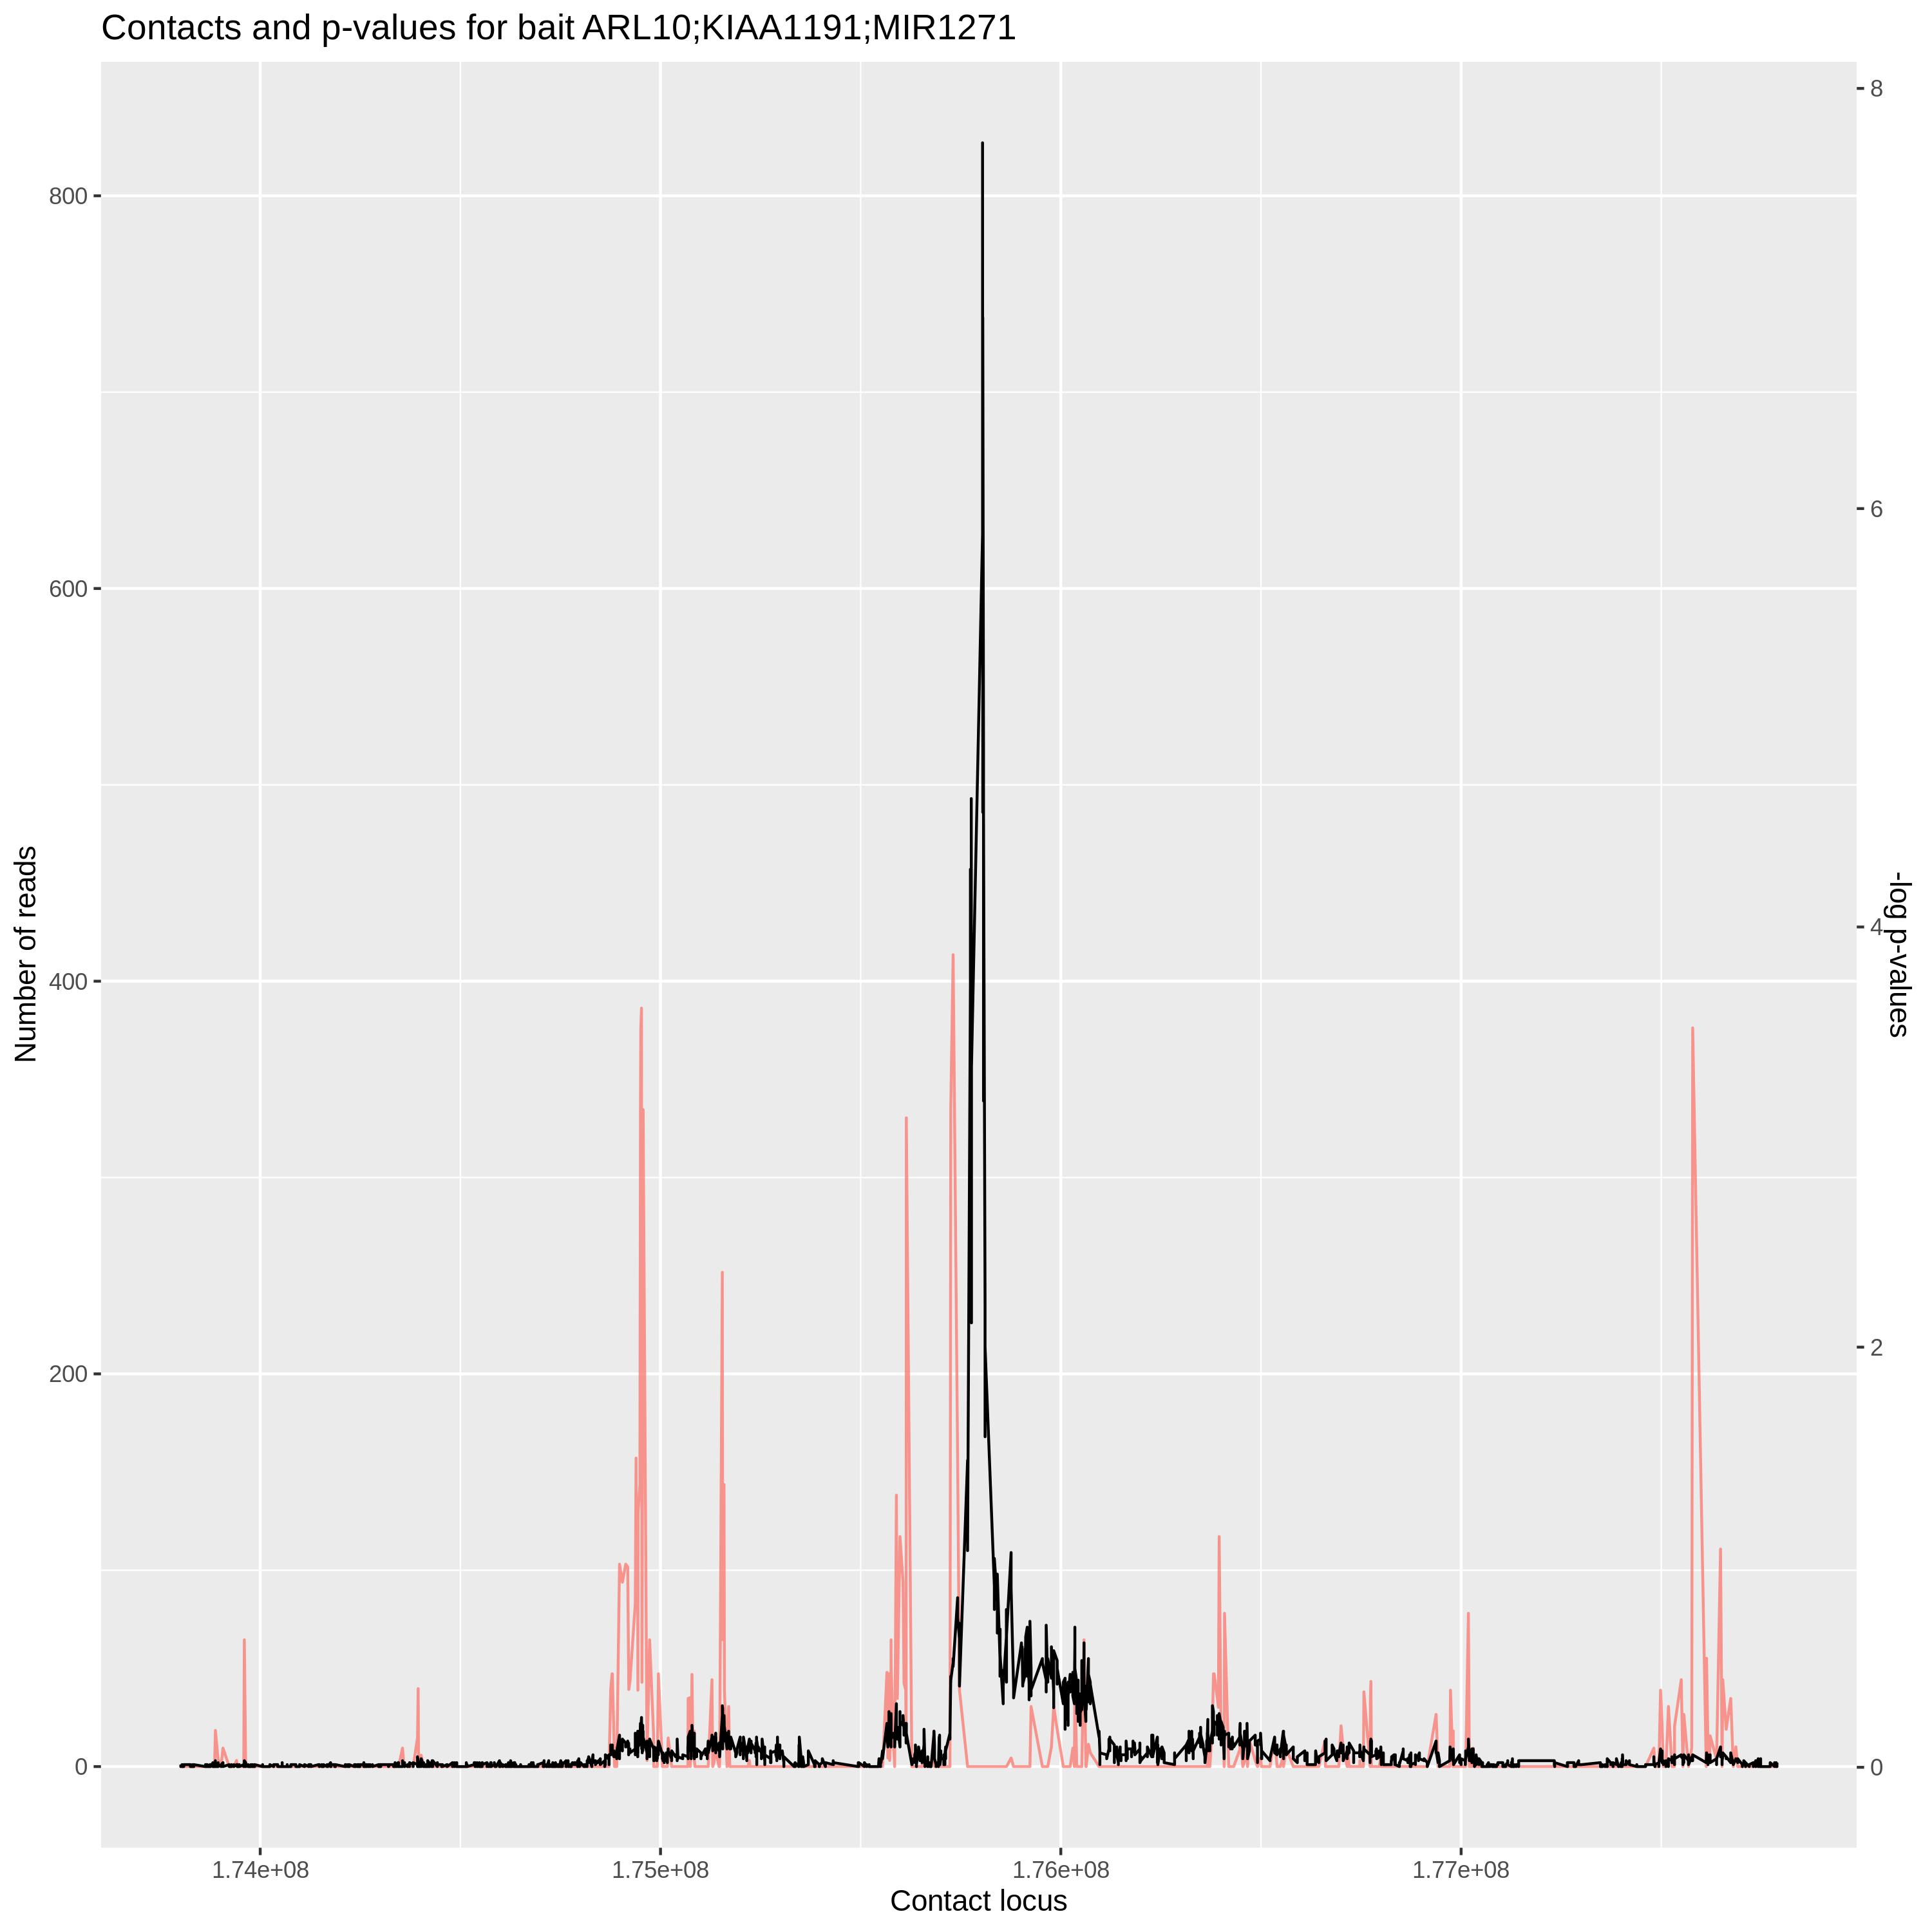 Contacts and p-values for bait ARL10;KIAA1191;MIR1271
800
600
400
200
0
8
6
4
2
0
Number of reads
-log p-values
1.74e+08 1.75e+08 1.76e+08 1.77e+08
Contact locus